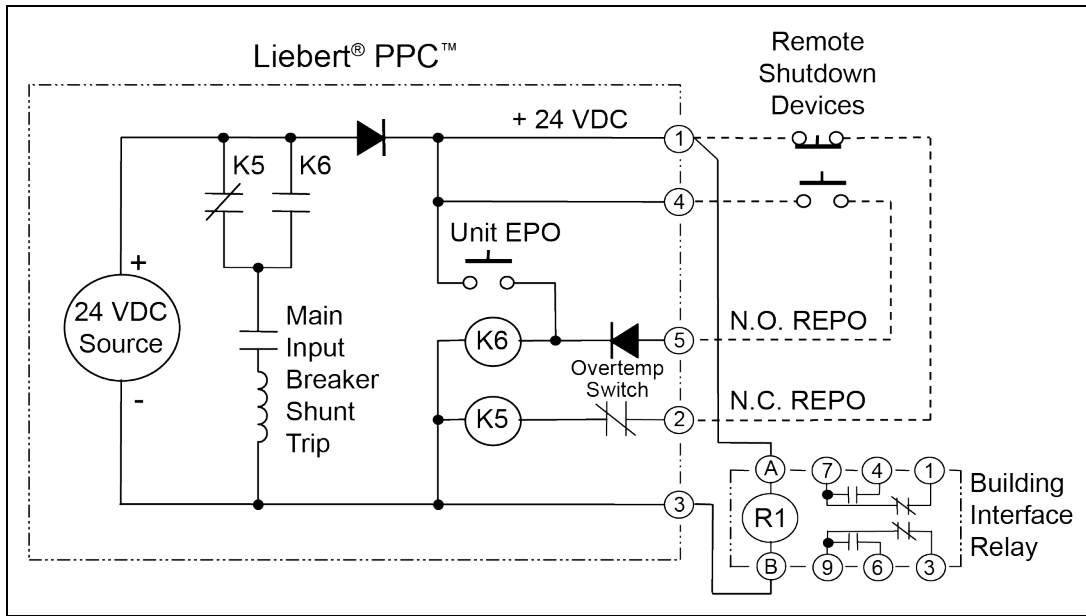 Liebert® PPC™
Remote
Shutdown
Devices
+ 24 VDC
1
K5
K6
4
Unit EPO
+
24 VDC
Source
-
Main
Input
Breaker
Shunt
Trip
K6
5
N.O. REPO
Overtemp
Switch
K5
2
N.C. REPO
3
A
7
4
1
R1
B
9
6
3
Building
Interface
Relay